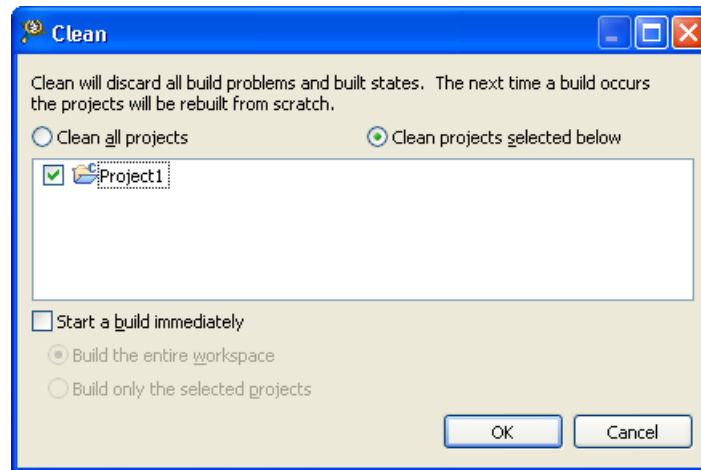 Clean
Clean will discard all build problems and built states. The next time a build occurs
the projects will be rebuilt from scratch.
Clean all projects Clean projects selected below
Project1
Start a build immediately
Build the entire workspace
Build only the selected projects
OK Cancel